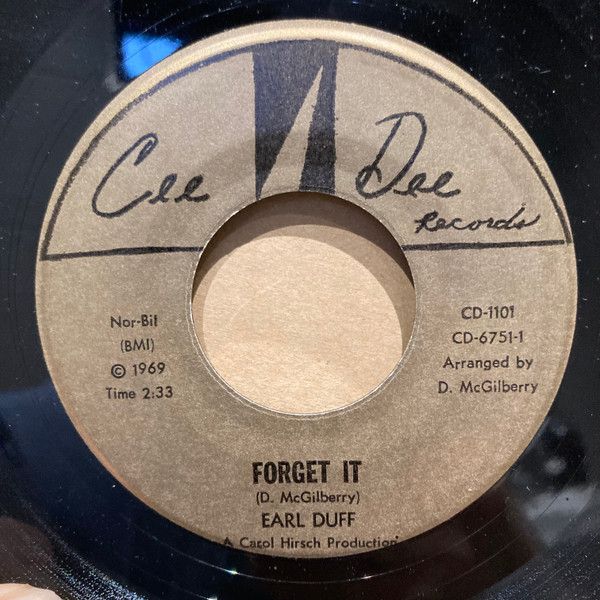 Cee Dee
Records
Nor-Bil
(BMI)
© 1969
Time 2:33
CD-1101
CD-6751-1
Arranged by
D. McGilberry
FORGET IT
(D. McGilberry)
EARL DUFF
A Carol Hirsch Production